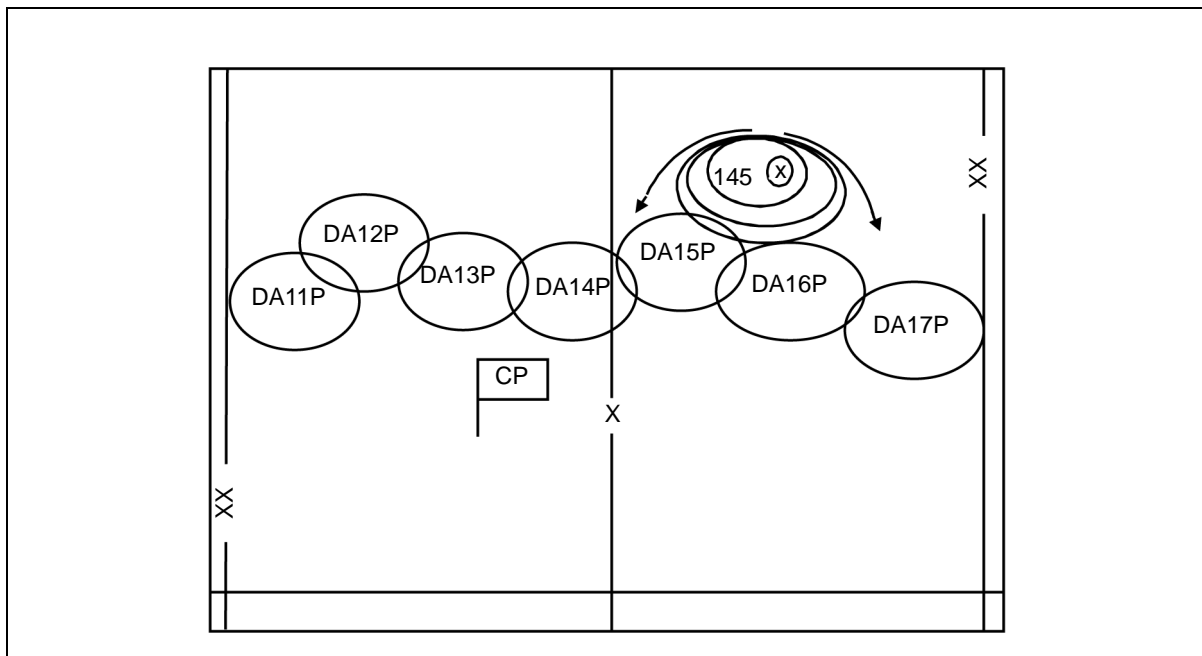 XX
145
x
DA12P
DA15P
DA13P
DA14P
DA16P
DA11P
DA17P
CP
X
XX